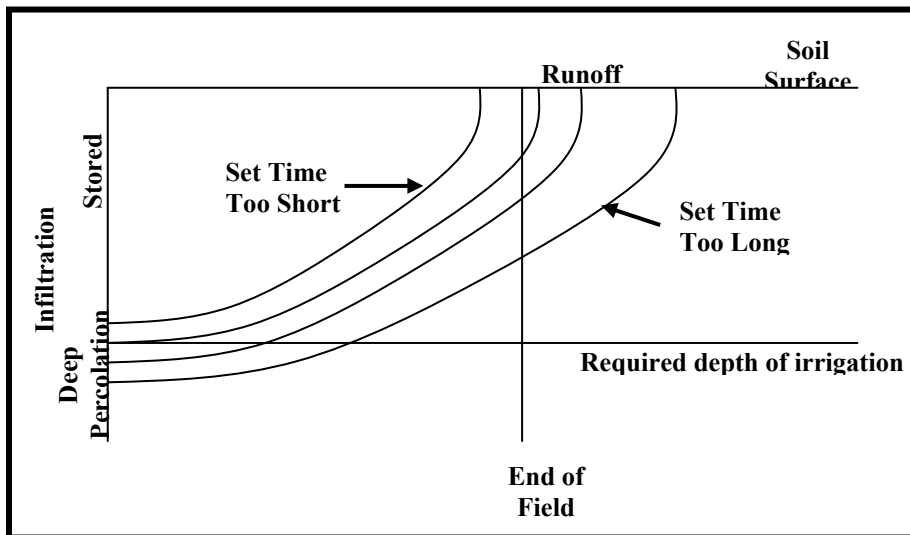 Soil
Surface
Runoff
Stored
Infiltration
Set Time
Too Short
Set Time
Too Long
Deep
Percolation
Required depth of irrigation
End of
Field